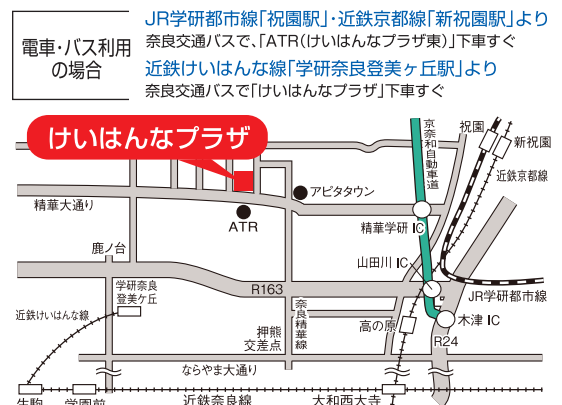 電車・バス利用
の場合
JR学研都市線「祝園駅」・近鉄京都線「新祝園駅」より
奈良交通バスで、「ATR(けいはんなプラザ東)」下車すぐ
近鉄けいはんな線「学研奈良登美ヶ丘駅」より
奈良交通バスで「けいはんなプラザ」下車すぐ
けいはんなプラザ
京奈和自動車道
祝園
新祝園
近鉄京都線
アピタタウン
精華大通り
ATR
精華学研 IC
鹿ノ台
山田川 IC
学研奈良
登美ケ丘
R163
JR学研都市線
近鉄けいはんな線
奈良精華線
押熊
交差点
高の原
木津 IC
R24
ならやま大通り
生駒
学園前
近鉄奈良線
大和西大寺